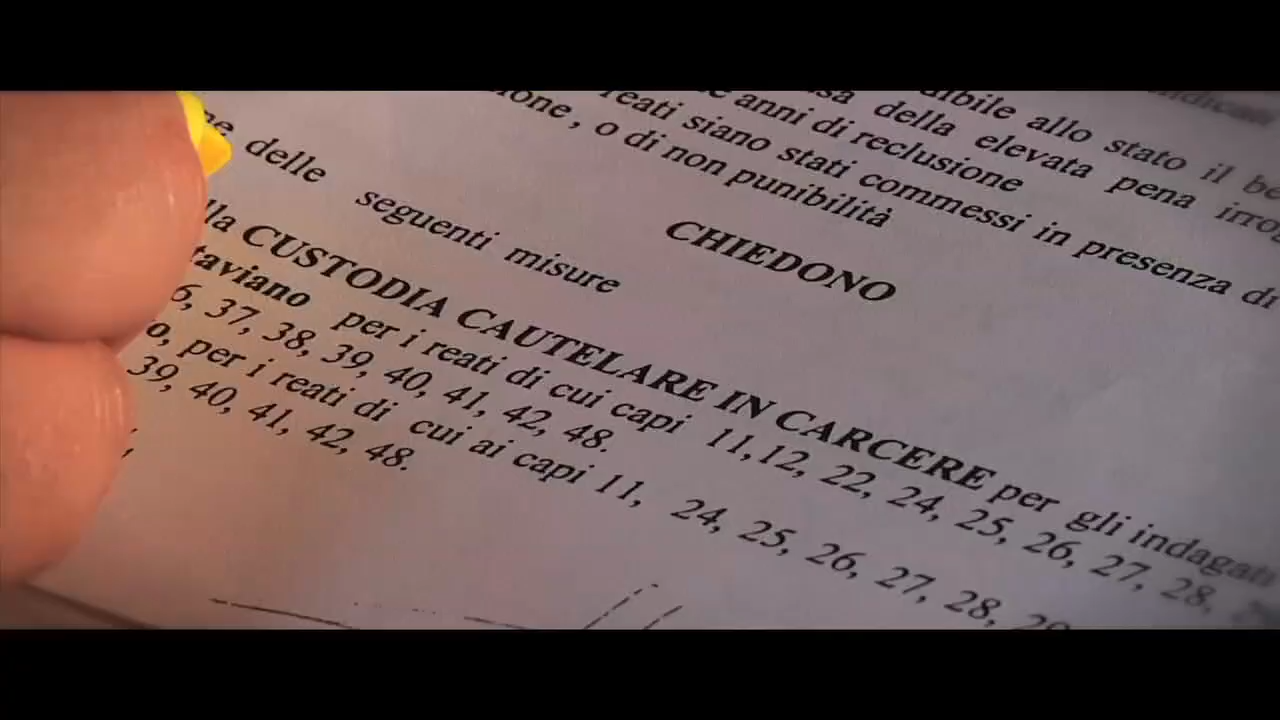 allo stato il
della elevata pena
anni di reclusione
reati siano stati commessi in presenza di
o di non punibilità
CHIEDONO
delle seguenti misure
CUSTODIA CAUTELARE IN CARCERE per gli indagati
taviano per i reati di cui capi 11,12, 22, 24, 25, 26, 27, 28,
6, 37, 38, 39, 40, 41, 42, 48.
o, per i reati di cui ai capi 11, 24, 25, 26, 27, 28,
39, 40, 41, 42, 48.